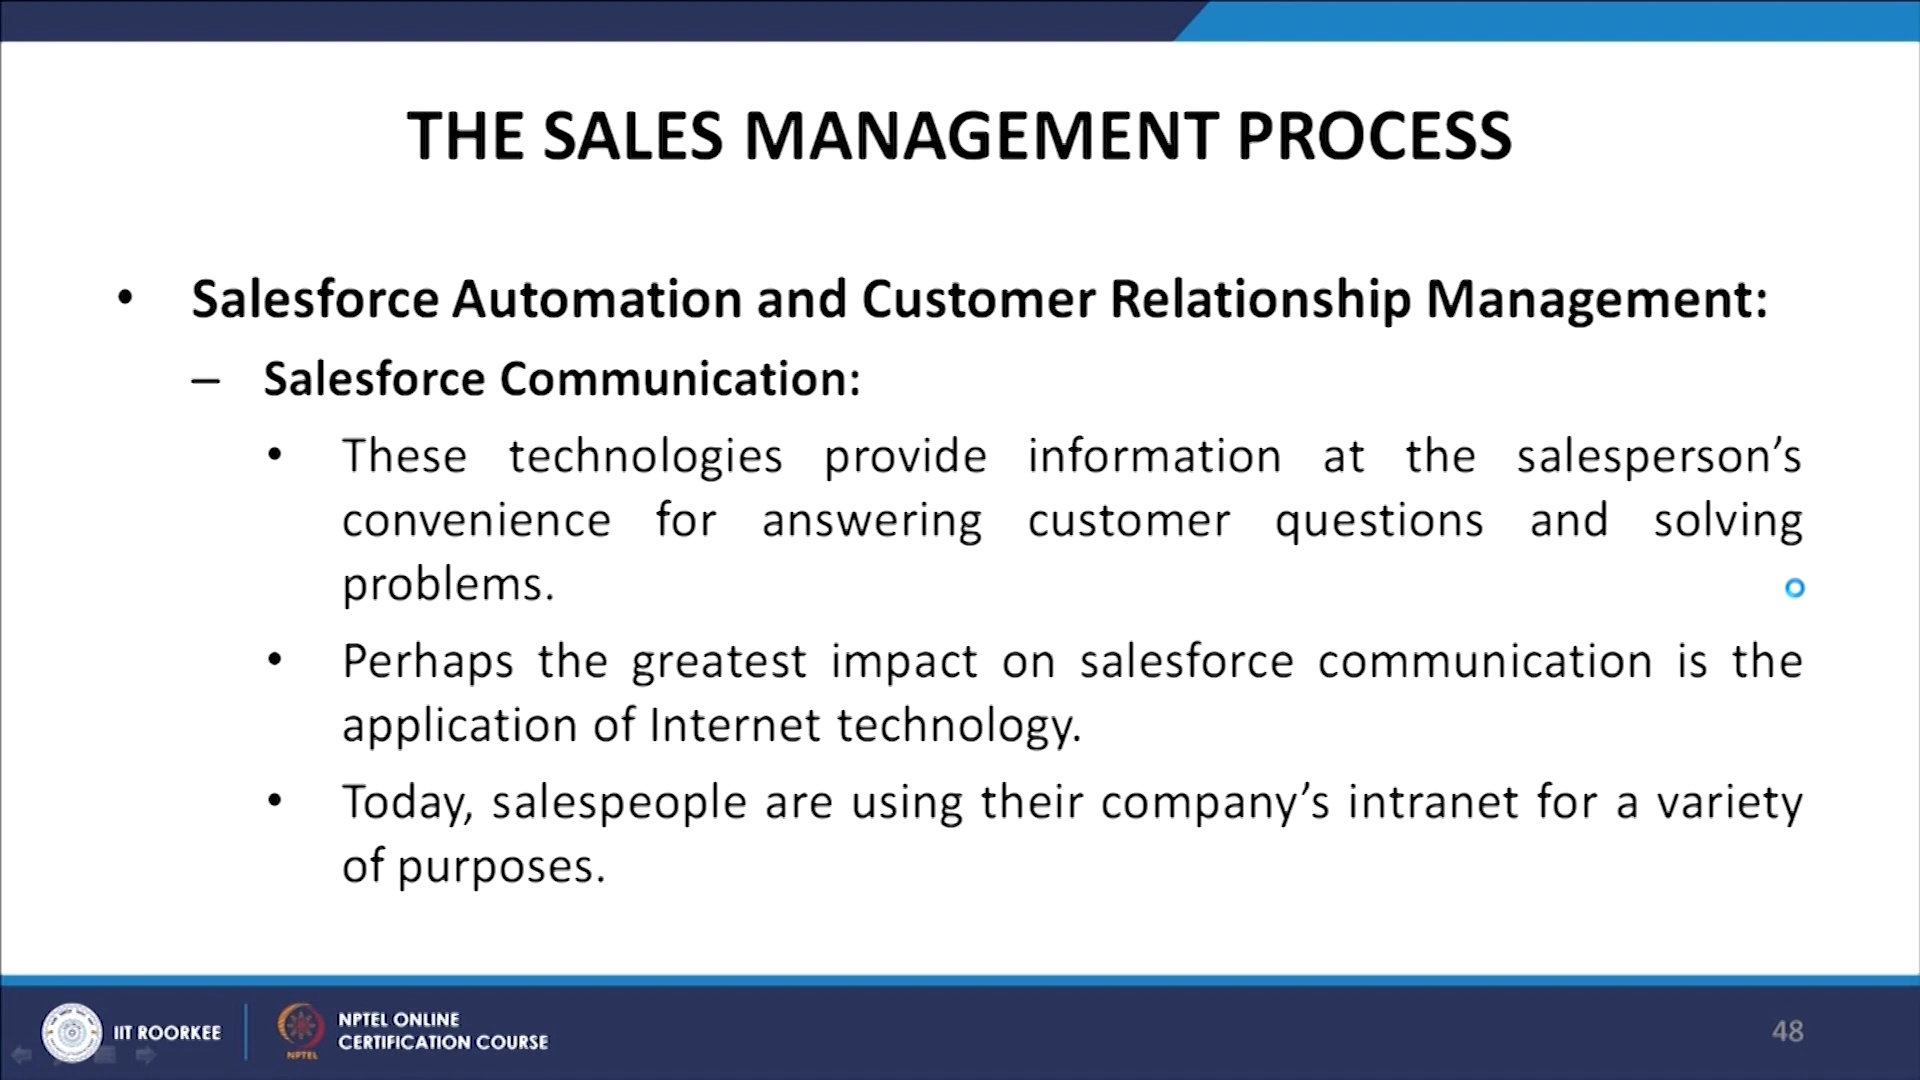 THE SALES MANAGEMENT PROCESS
• Salesforce Automation and Customer Relationship Management:
– Salesforce Communication:
• These technologies provide information at the salesperson’s
convenience for answering customer questions and solving
problems.
• Perhaps the greatest impact on salesforce communication is the
application of Internet technology.
• Today, salespeople are using their company’s intranet for a variety
of purposes.
IIT ROORKEE
NPTEL
NPTEL ONLINE
CERTIFICATION COURSE
48